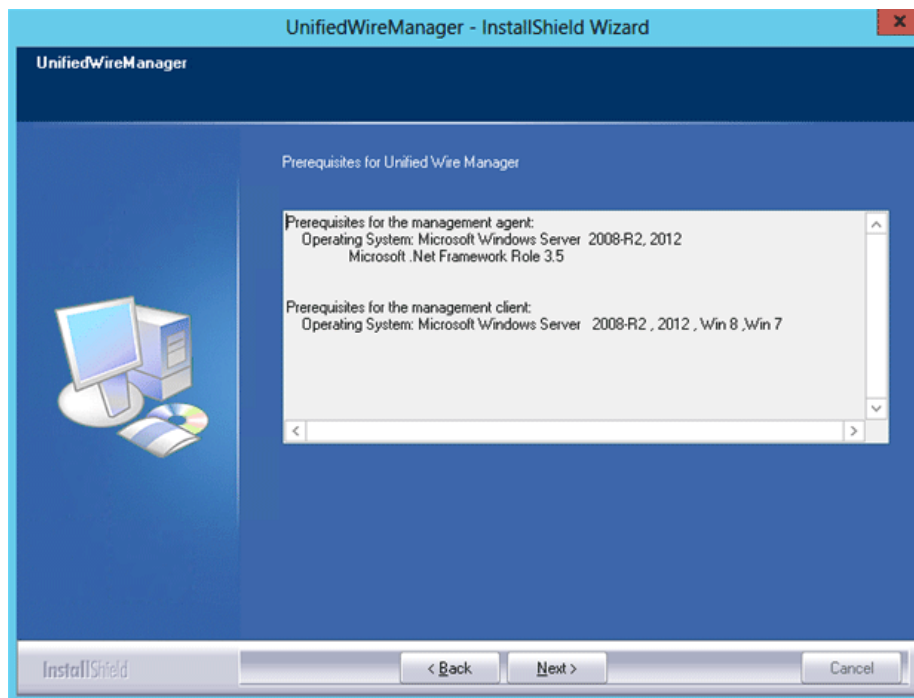 UnifiedWireManager - InstallShield Wizard
UnifiedWireManager
Prerequisites for Unified Wire Manager
Prerequisites for the management agent:
Operating System: Microsoft Windows Server 2008-R2, 2012
Microsoft .Net Framework Role 3.5
Prerequisites for the management client:
Operating System: Microsoft Windows Server 2008-R2 , 2012 , Win 8 ,Win 7
InstallShield
< Back
Next >
Cancel